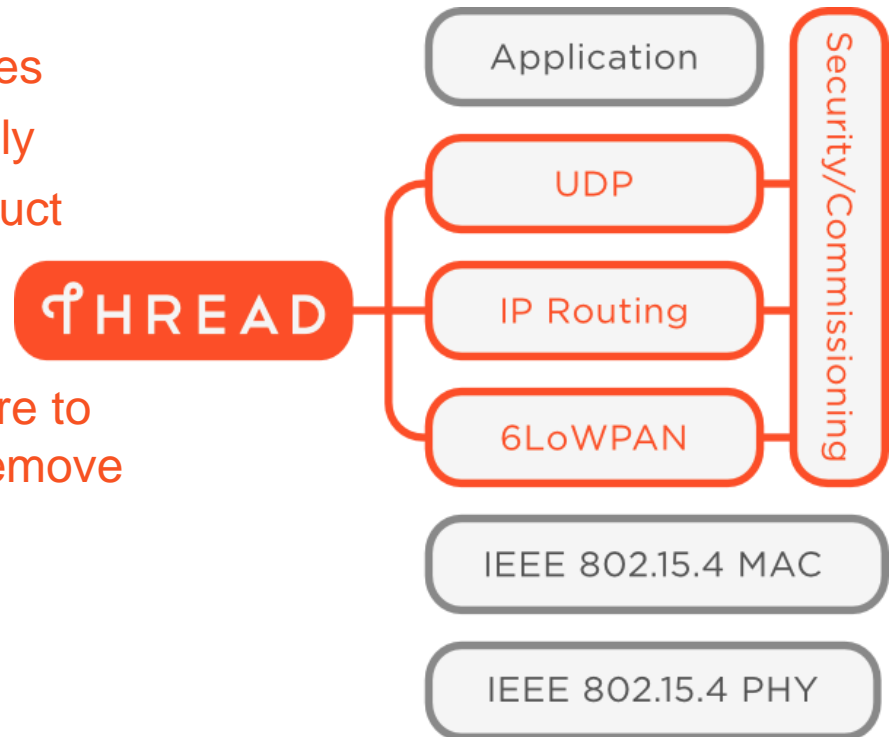 es
ly
uct
re to
emove
THREAD
Application
UDP
IP Routing
6LoWPAN
Security/Commissioning
IEEE 802.15.4 MAC
IEEE 802.15.4 PHY